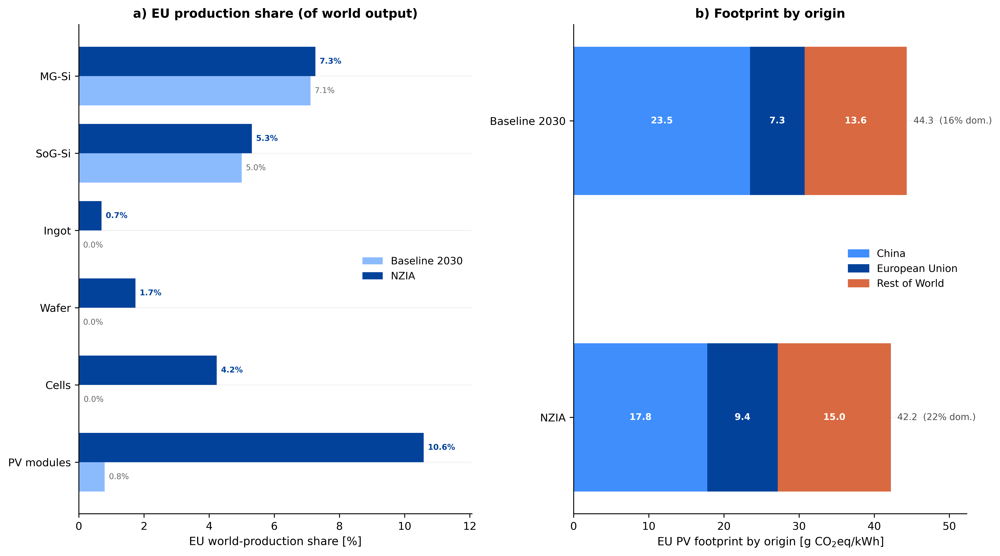 a) EU production share (of world output)
MG-Si
7.3%
7.1%
SoG-Si
5.3%
5.0%
Ingot
0.7%
0.0%
Wafer
1.7%
0.0%
Cells
4.2%
0.0%
PV modules
10.6%
0.8%
Baseline 2030
NZIA
0 2 4 6 8 10 12
EU world-production share [%]
b) Footprint by origin
Baseline 2030
23.5 7.3 13.6 44.3 (16% dom.)
China
European Union
Rest of World
NZIA
17.8 9.4 15.0 42.2 (22% dom.)
0 10 20 30 40 50
EU PV footprint by origin [g CO₂eq/kWh]